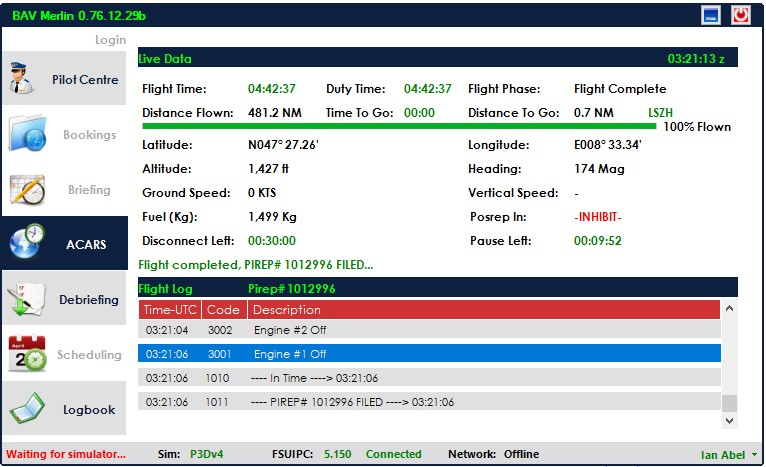 BAV Merlin 0.76.12.29b
Login
Pilot Centre
Bookings
Briefing
ACARS
Debriefing
April
2
Scheduling
Logbook
Live Data 03:21:13 z
Flight Time: 04:42:37 Duty Time: 04:42:37 Flight Phase: Flight Complete
Distance Flown: 481.2 NM Time To Go: 00:00 Distance To Go: 0.7 NM LSZH
100% Flown
Latitude: N047° 27.26' Longitude: E008° 33.34'
Altitude: 1,427 ft Heading: 174 Mag
Ground Speed: 0 KTS Vertical Speed: -
Fuel (Kg): 1,499 Kg Posrep In: -INHIBIT-
Disconnect Left: 00:30:00 Pause Left: 00:09:52
Flight completed, PIREP# 1012996 FILED...
Flight Log Pirep# 1012996
Time-UTC Code Description
03:21:04 3002 Engine #2 Off
03:21:06 3001 Engine #1 Off
03:21:06 1010 ---- In Time ----> 03:21:06
03:21:06 1011 ---- PIREP# 1012996 FILED ----> 03:21:06
Waiting for simulator... Sim: P3Dv4 FSUIPC: 5.150 Connected Network: Offline Ian Abel